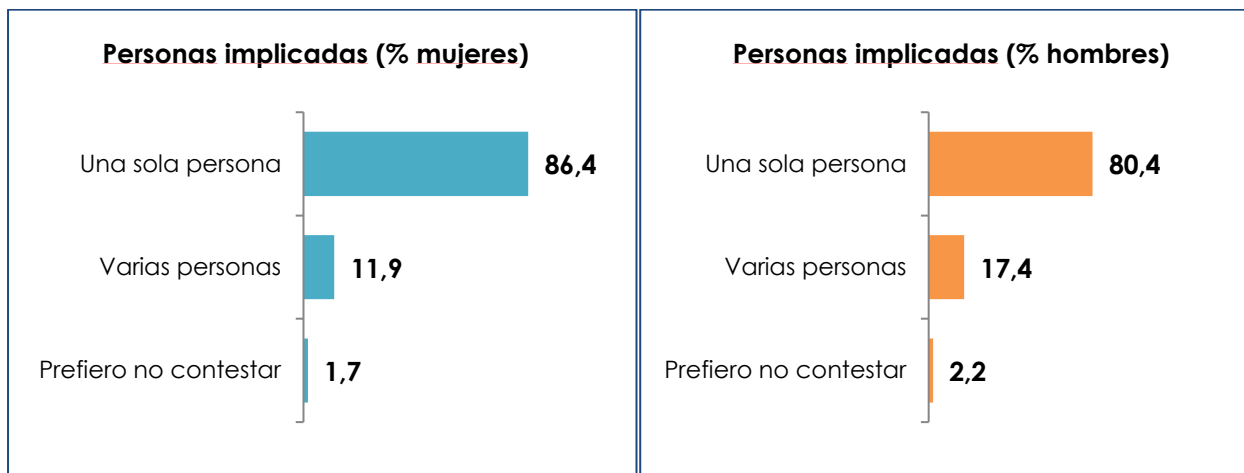 Personas implicadas (% mujeres)
Una sola persona
86,4
Varias personas
11,9
Prefiero no contestar
1,7
Personas implicadas (% hombres)
Una sola persona
80,4
Varias personas
17,4
Prefiero no contestar
2,2